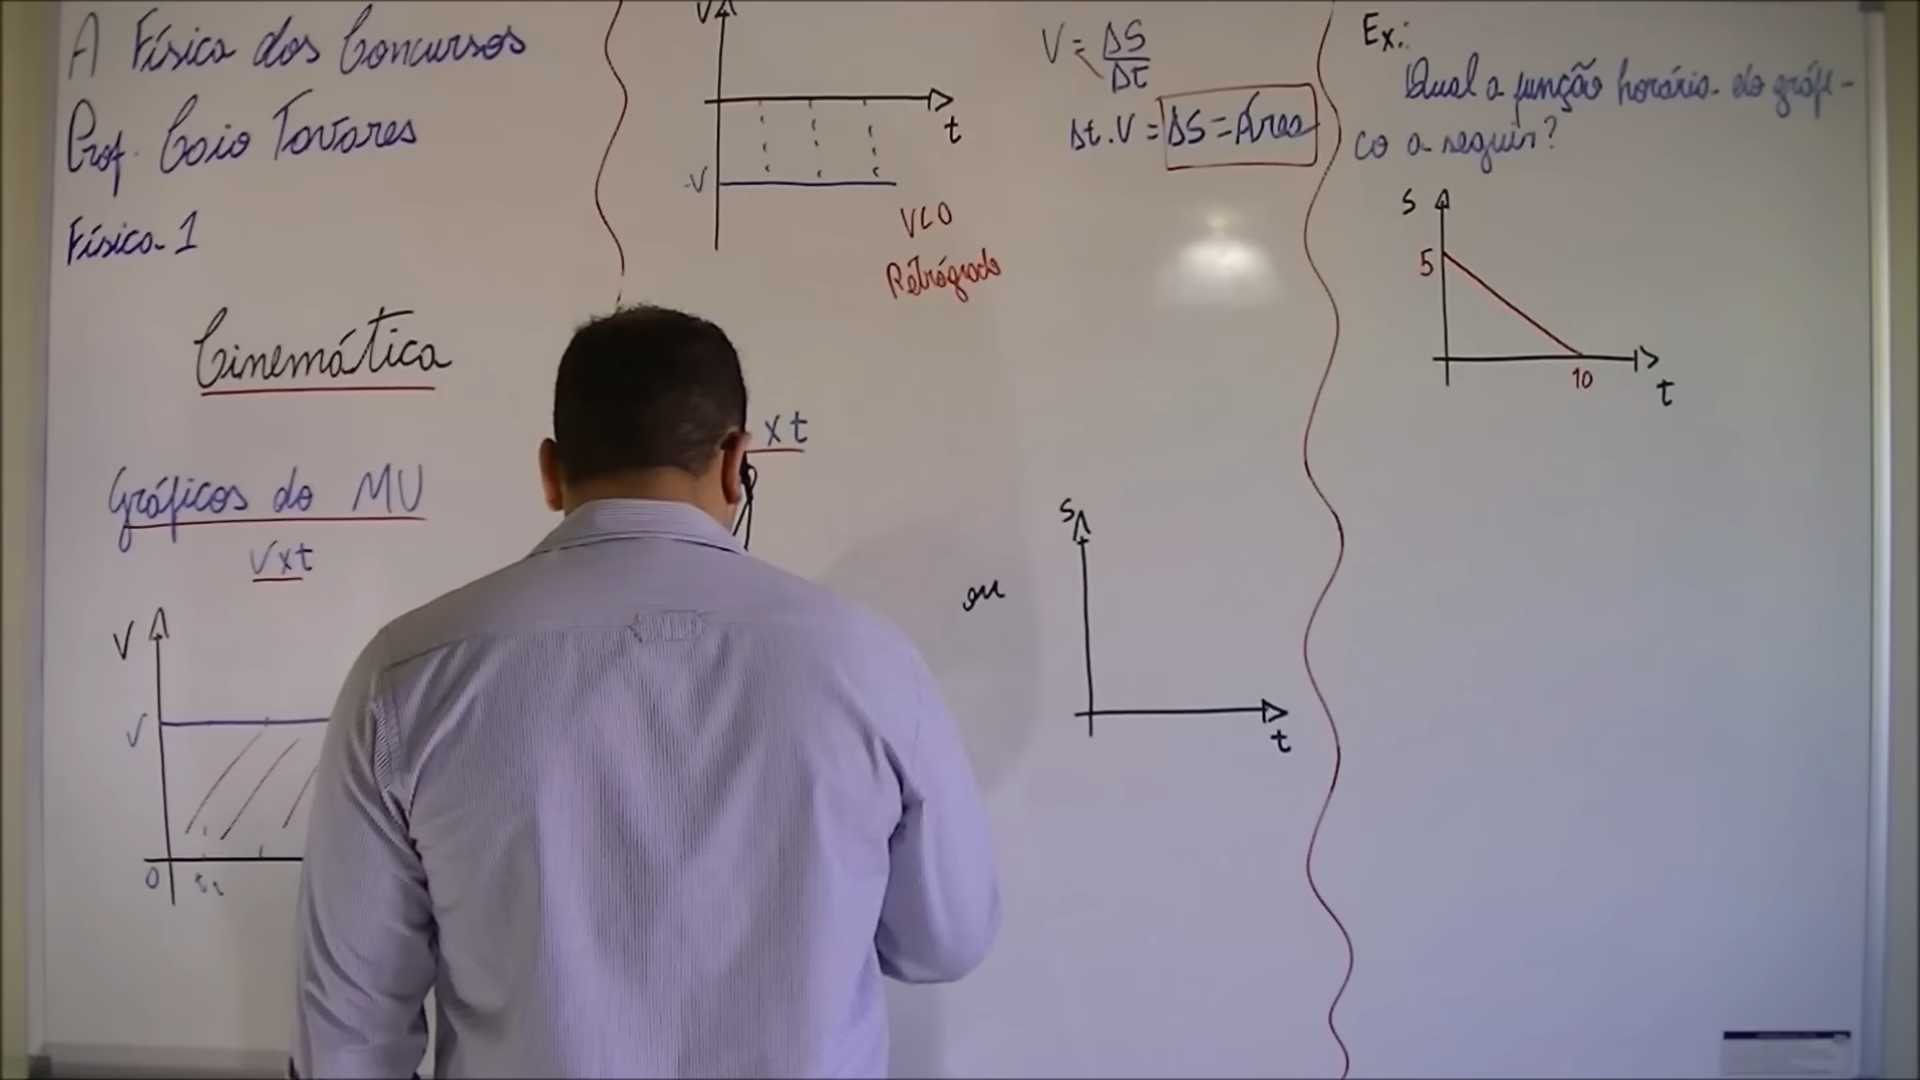 A Física dos Concursos
Prof. Caio Tavares
Física 1
Cinemática
Gráficos do MU
V x t
V
V
0
V
t
-V
V<0
Retrógrado
x t
V = ΔS/Δt
Δt.V = ΔS = Área
ou
S
t
Ex.:
Qual a função horária do gráfi-
co a seguir?
S
5
10
t